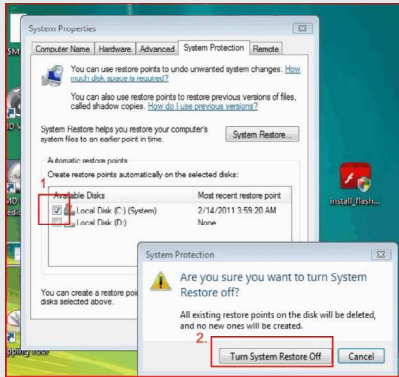 System Properties
Computer Name
Hardware
Advanced
System Protection
Remote
You can use restore points to undo unwanted system changes. How
much disk space is required?
You can also use restore points to restore previous versions of files,
called shadow copies. How do I use previous versions?
System Restore helps you restore your computer's
system files to an earlier point in time.
System Restore...
Automatic restore points
Create restore points automatically on the selected disks:
1
Available Disks
Most recent restore point
Local Disk (C:) (System)
2/14/2011 3:59:20 AM
Local Disk (D:)
None
You can create a restore poi
disks selected above.
install_flash...
System Protection
Are you sure you want to turn System
Restore off?
All existing restore points on the disk will be deleted,
and no new ones will be created.
2.
Turn System Restore Off
Cancel